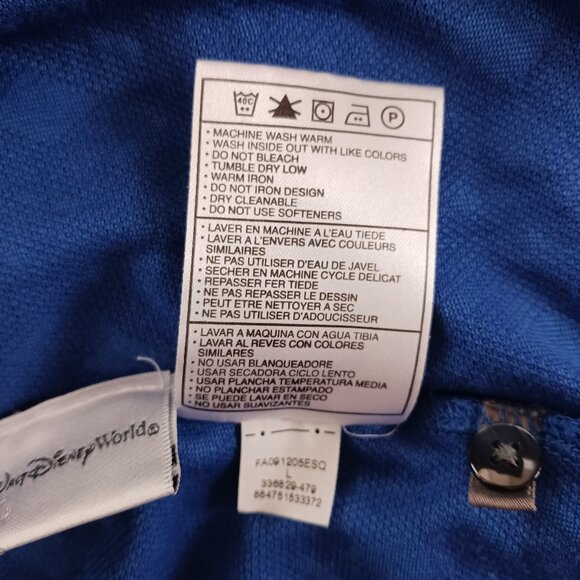 40C
P
• MACHINE WASH WARM
• WASH INSIDE OUT WITH LIKE COLORS
• DO NOT BLEACH
• TUMBLE DRY LOW
• WARM IRON
• DO NOT IRON DESIGN
• DRY CLEANABLE
• DO NOT USE SOFTENERS
• LAVER EN MACHINE A L'EAU TIEDE
• LAVER A L'ENVERS AVEC COULEURS
SIMILAIRES
• NE PAS UTILISER D'EAU DE JAVEL
• SECHER EN MACHINE CYCLE DELICAT
• REPASSER FER TIEDE
• NE PAS REPASSER LE DESSIN
• PEUT ETRE NETTOYER A SEC
• NE PAS UTILISER D'ADOUCISSEUR
• LAVAR A MAQUINA CON AGUA TIBIA
• LAVAR AL REVES CON COLORES
SIMILARES
• NO USAR BLANQUEADORE
• USAR SECADORA CICLO LENTO
• USAR PLANCHA TEMPERATURA MEDIA
• NO PLANCHAR ESTAMPADO
• SE PUEDE LAVAR EN SECO
• NO USAR SUAVIZANTES
Walt Disney World®
FA091205ESQ
L
336829-479
664751533372